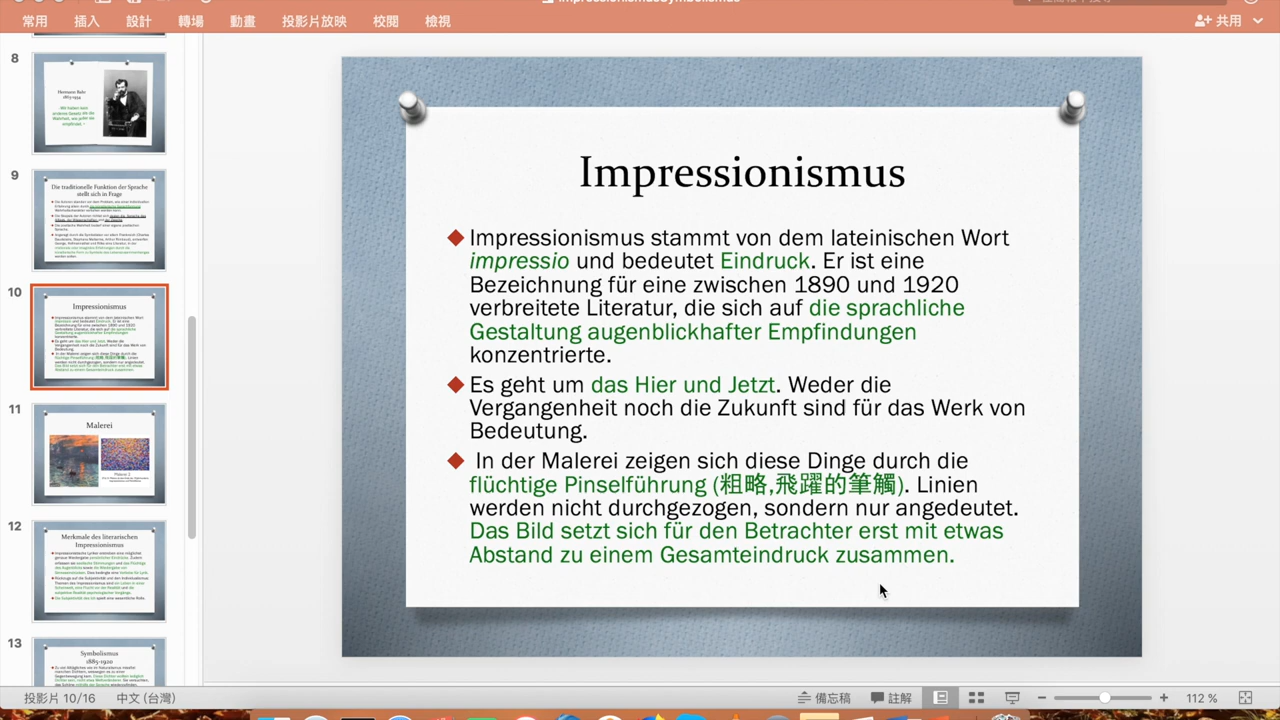 常用 插入 設計 轉場 動畫 投影片放映 校閱 檢視 共用
8
Hermann Bahr
1863-1934
9
Die traditionelle Funktion der Sprache
stellt sich in Frage
10
Impressionismus
11
Malerei
12
Merkmale des literarischen
Impressionismus
13
Symbolismus
1885-1920
Impressionismus
Impressionismus stammt von dem lateinischen Wort
impressio und bedeutet Eindruck. Er ist eine
Bezeichnung für eine zwischen 1890 und 1920
verbreitete Literatur, die sich auf die sprachliche
Gestaltung augenblickhafter Empfindungen
konzentrierte.
Es geht um das Hier und Jetzt. Weder die
Vergangenheit noch die Zukunft sind für das Werk von
Bedeutung.
In der Malerei zeigen sich diese Dinge durch die
flüchtige Pinselführung (粗略,飛躍的筆觸). Linien
werden nicht durchgezogen, sondern nur angedeutet.
Das Bild setzt sich für den Betrachter erst mit etwas
Abstand zu einem Gesamteindruck zusammen.
投影片 10/16 中文 (台灣) 備忘稿 註解 112 %